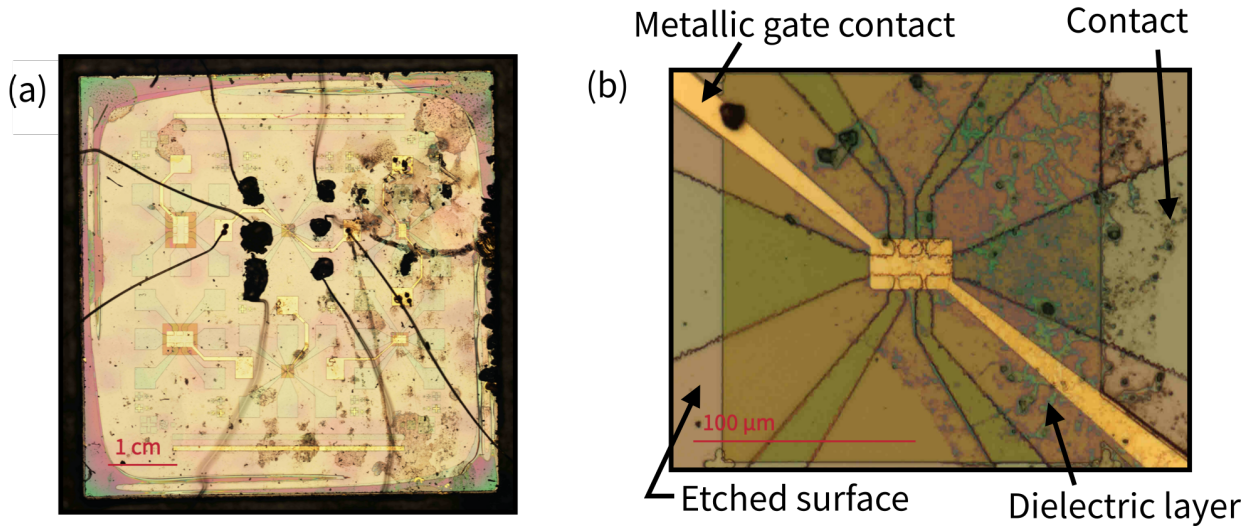 (a)
1 cm
(b)
Metallic gate contact
Contact
100 μm
Etched surface
Dielectric layer